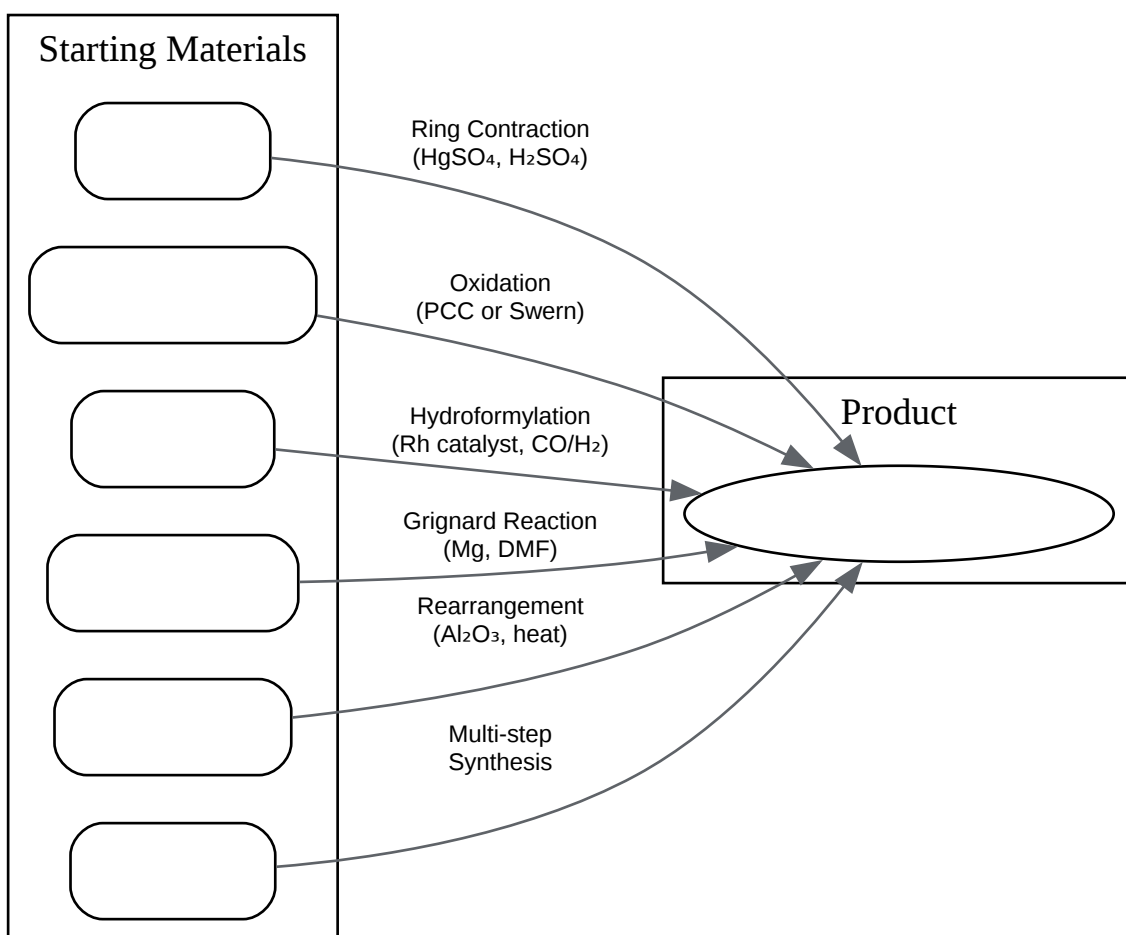 Starting Materials
Ring Contraction
(HgSO₄, H₂SO₄)
Oxidation
(PCC or Swern)
Hydroformylation
(Rh catalyst, CO/H₂)
Product
Grignard Reaction
(Mg, DMF)
Rearrangement
(Al₂O₃, heat)
Multi-step
Synthesis